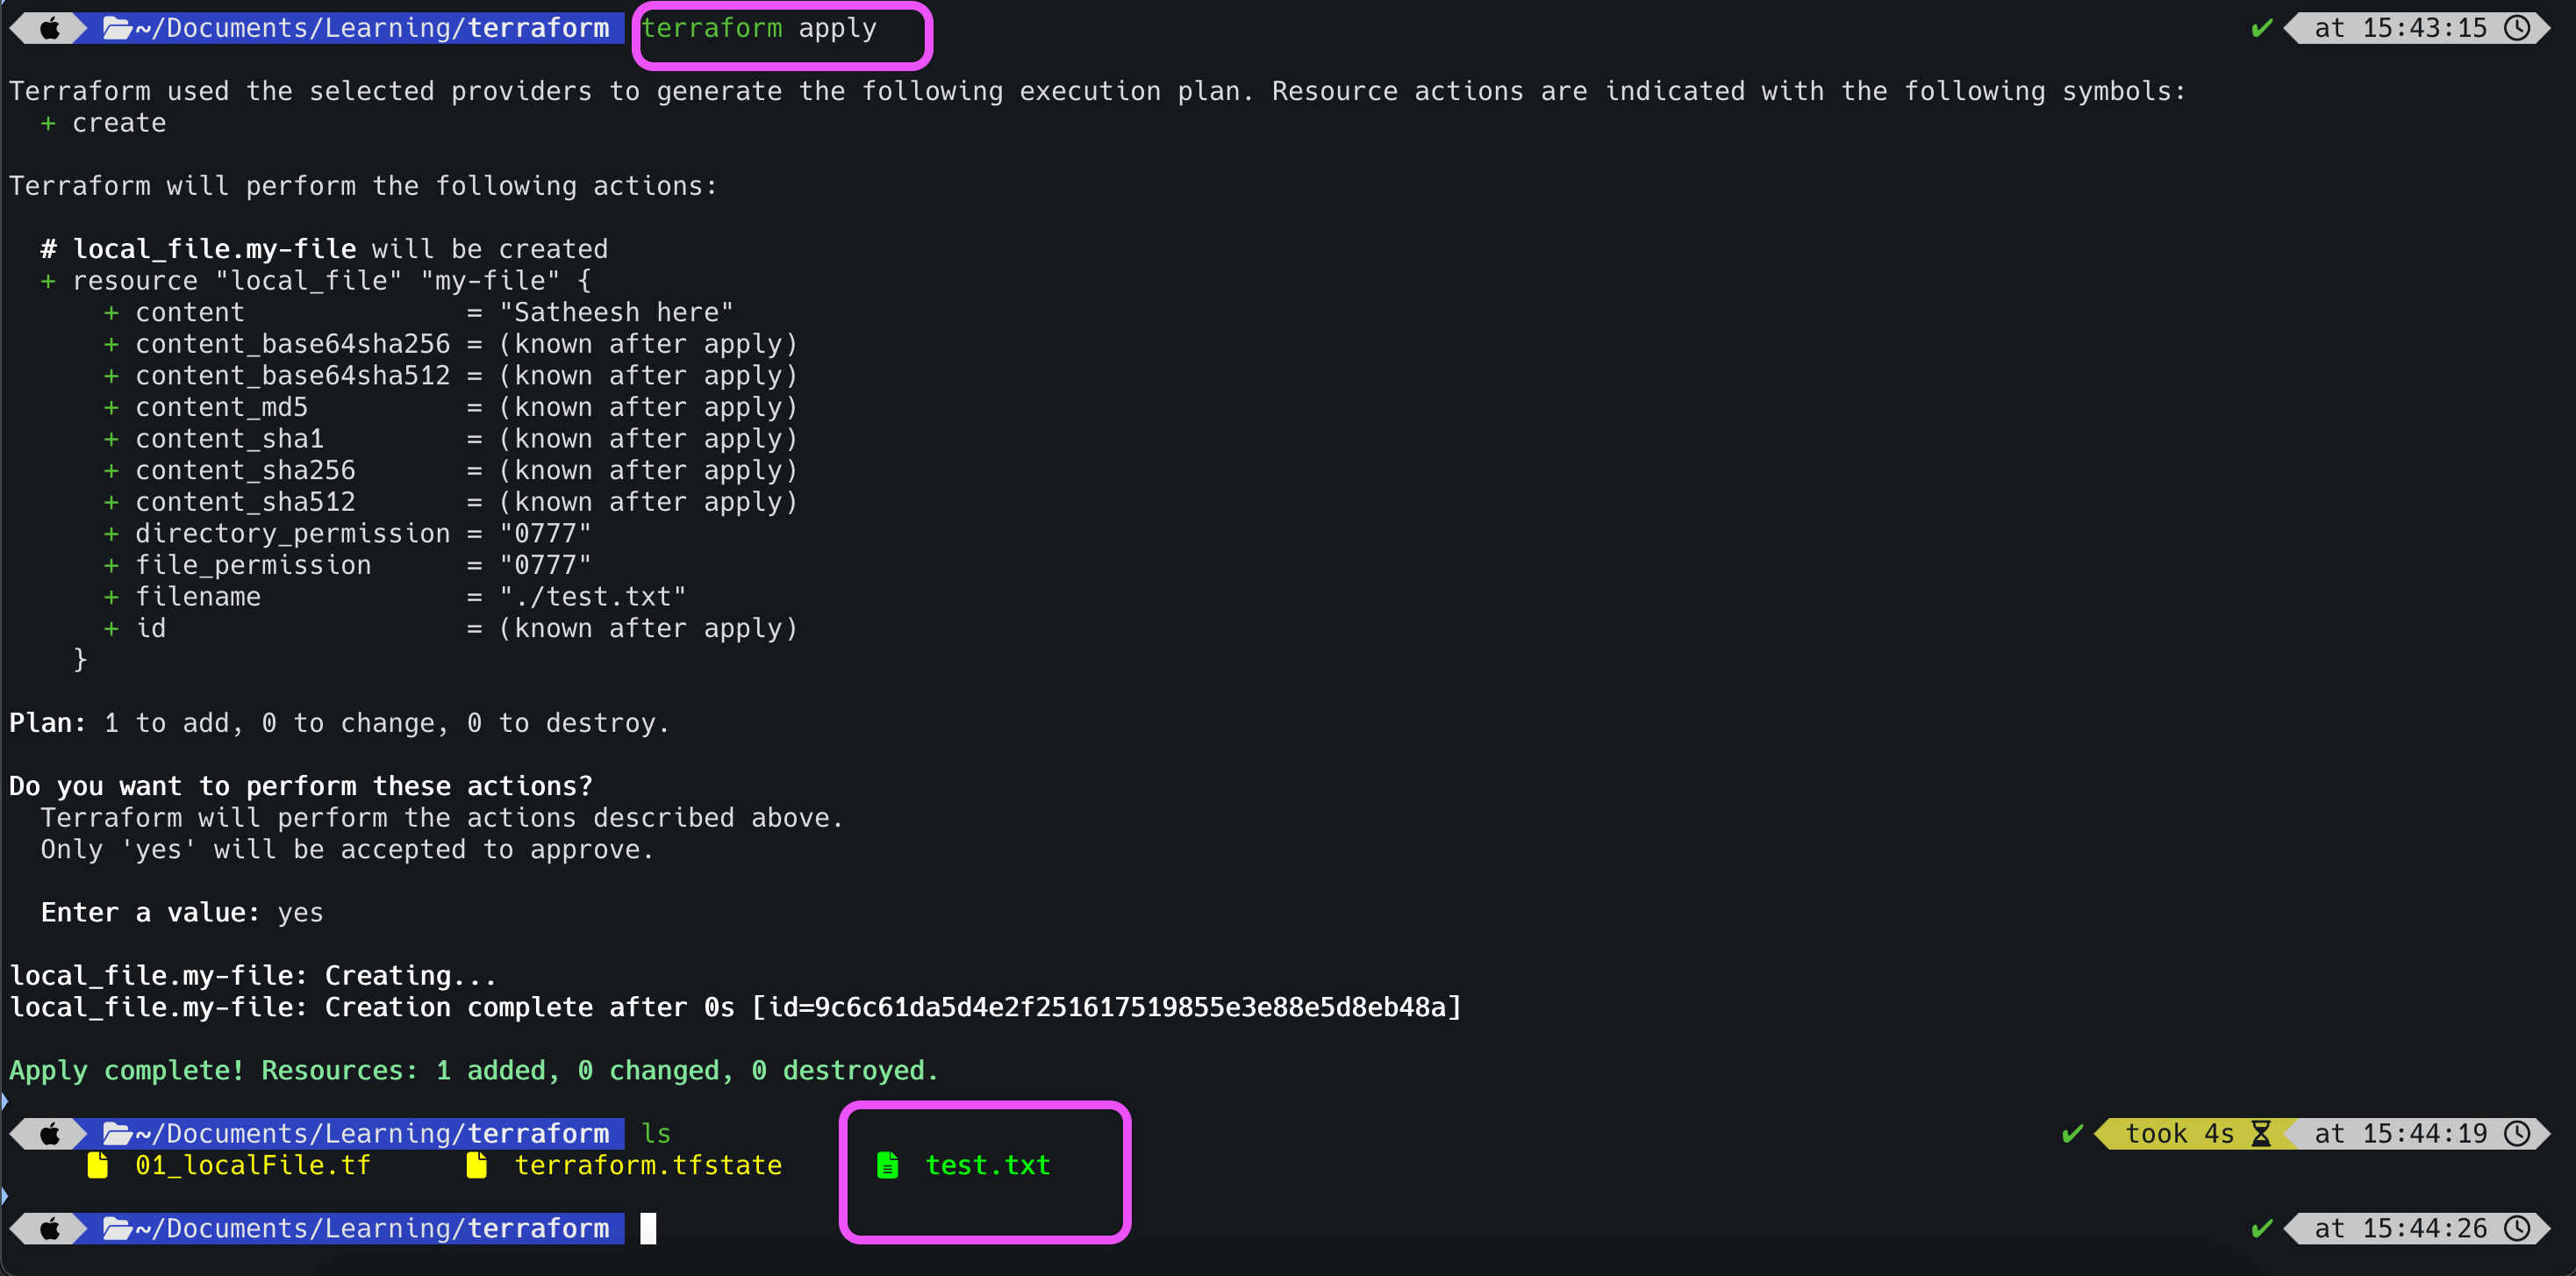 ~/Documents/Learning/terraform terraform apply ✔ at 15:43:15
Terraform used the selected providers to generate the following execution plan. Resource actions are indicated with the following symbols:
+ create
Terraform will perform the following actions:
# local_file.my-file will be created
+ resource "local_file" "my-file" {
+ content = "Satheesh here"
+ content_base64sha256 = (known after apply)
+ content_base64sha512 = (known after apply)
+ content_md5 = (known after apply)
+ content_sha1 = (known after apply)
+ content_sha256 = (known after apply)
+ content_sha512 = (known after apply)
+ directory_permission = "0777"
+ file_permission = "0777"
+ filename = "./test.txt"
+ id = (known after apply)
}
Plan: 1 to add, 0 to change, 0 to destroy.
Do you want to perform these actions?
Terraform will perform the actions described above.
Only 'yes' will be accepted to approve.
Enter a value: yes
local_file.my-file: Creating...
local_file.my-file: Creation complete after 0s [id=9c6c61da5d4e2f251617519855e3e88e5d8eb48a]
Apply complete! Resources: 1 added, 0 changed, 0 destroyed.
~/Documents/Learning/terraform ls ✔ took 4s at 15:44:19
01_localFile.tf terraform.tfstate test.txt
~/Documents/Learning/terraform ✔ at 15:44:26